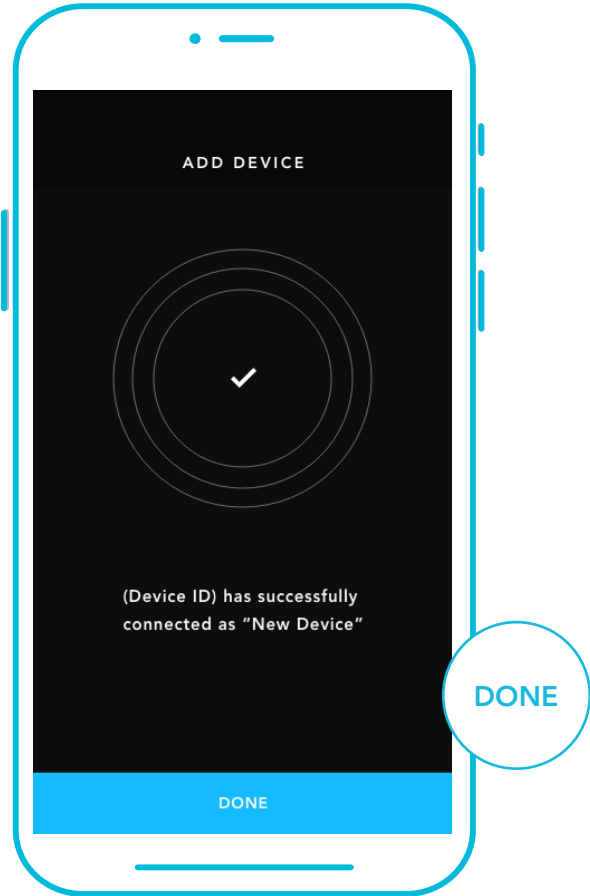 ADD DEVICE
(Device ID) has successfully
connected as “New Device”
DONE
DONE